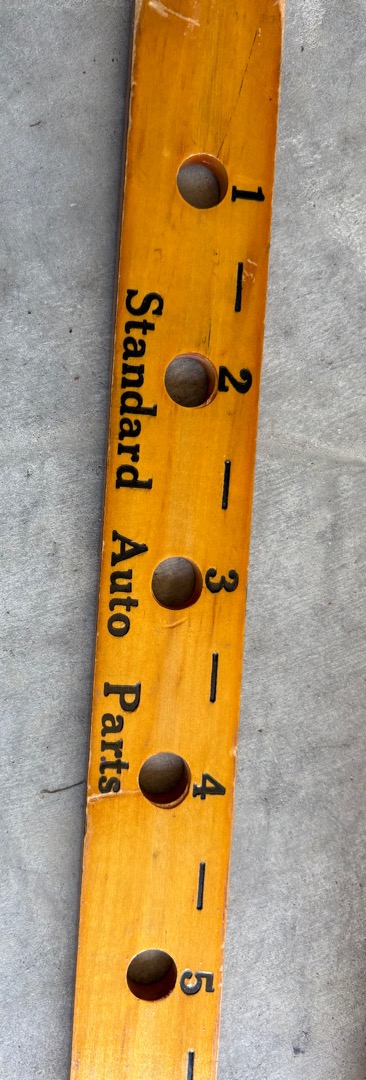 1 — 2 — 3 — 4 — 5 —
Standard Auto Parts